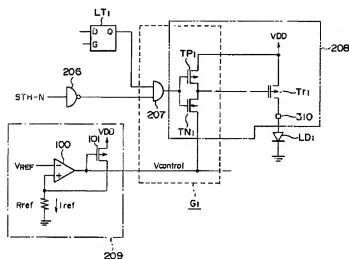 LT1
D Q
G
206
STH-N
207
TP1
TN1
VDD
208
Tr1
310
LD1
100
101
VDD
VREF
Vcontrol
Rref
Iref
G1
209